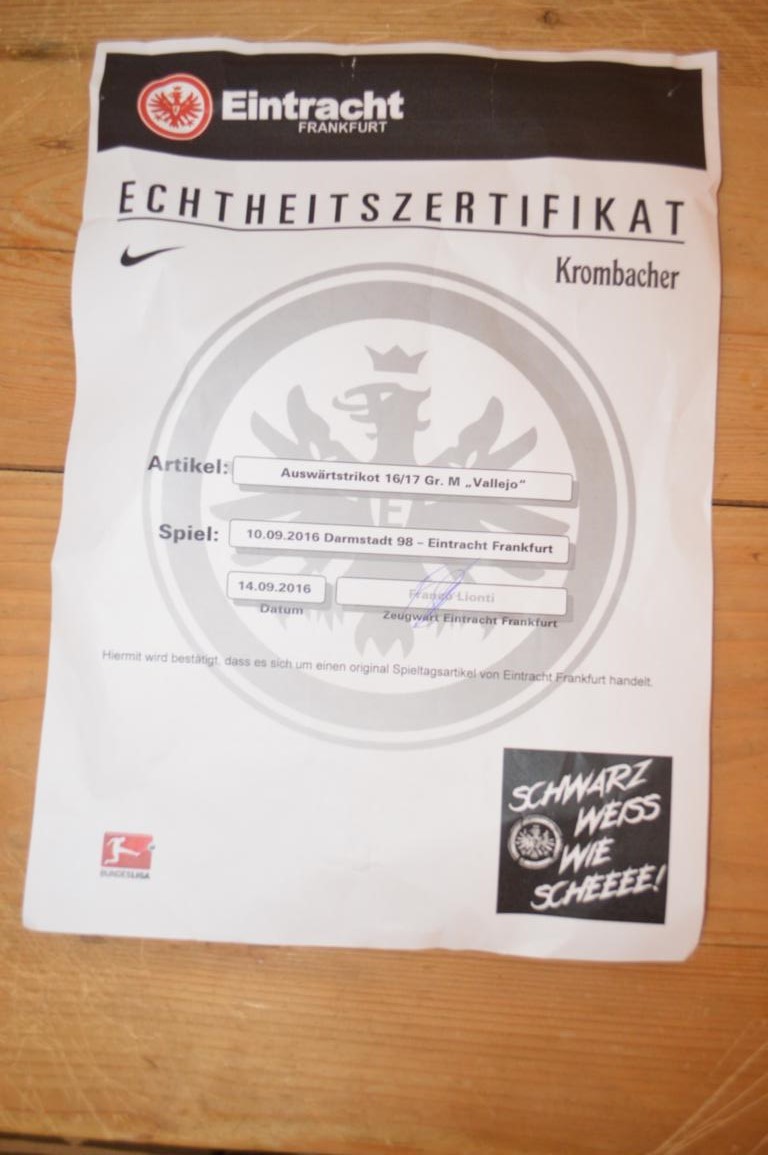 Eintracht
FRANKFURT
ECHTHEITSZERTIFIKAT
Krombacher
Artikel: Auswärtstrikot 16/17 Gr. M „Vallejo“
Spiel: 10.09.2016 Darmstadt 98 – Eintracht Frankfurt
14.09.2016 Franco Lionti
Datum Zeugwart Eintracht Frankfurt
Hiermit wird bestätigt, dass es sich um einen original Spieltagsartikel von Eintracht Frankfurt handelt.
SCHWARZ
WEISS
WIE
SCHEEEE!
BUNDESLIGA